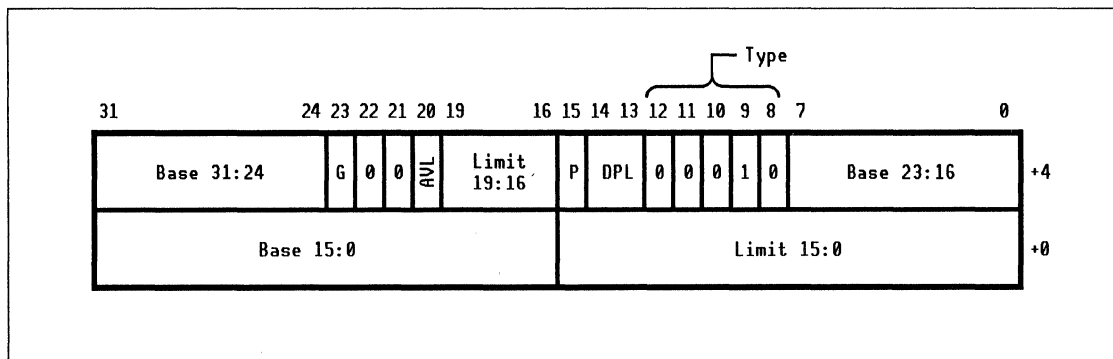 Type
31 24 23 22 21 20 19 16 15 14 13 12 11 10 9 8 7 0
Base 31:24 G 0 0 AVL Limit 19:16 P DPL 0 0 0 1 0 Base 23:16 +4
Base 15:0 Limit 15:0 +0